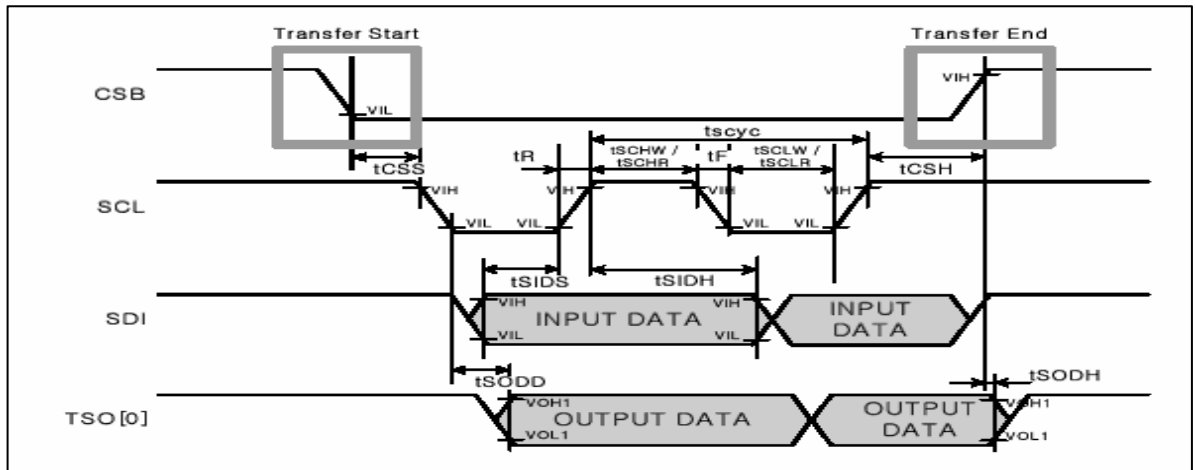 Transfer Start
Transfer End
CSB
VIL
VIH
tscyc
tCSS
tR
tSCHW /
tSCHR
tF
tSCLW /
tSCLR
tCSH
SCL
VIH
VIL
VIL
VIH
VIH
VIL
VIL
VIH
tSIDS
tSIDH
SDI
VIH
VIL
INPUT DATA
VIH
VIL
INPUT
DATA
tSODD
tSODH
TSO[0]
VOH1
VOL1
OUTPUT DATA
OUTPUT
DATA
VOH1
VOL1